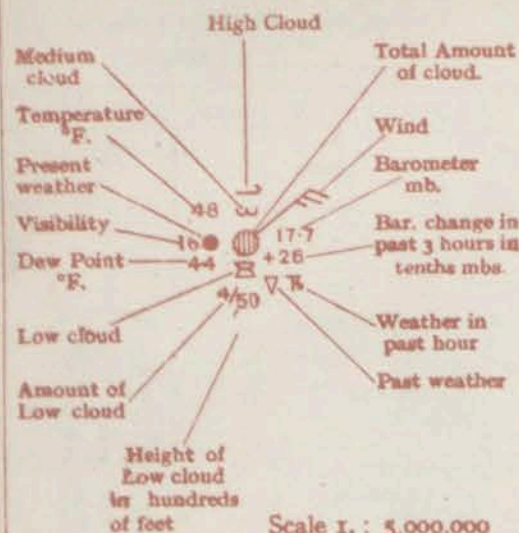 High Cloud
Medium
cloud
Total Amount
of cloud.
Temperature
°F.
Wind
Present
weather
Barometer
mb.
48
Visibility
16
17.7
Bar. change in
past 3 hours in
tenths mbs.
Dew Point
°F.
44
+26
4/50
Low cloud
Weather in
past hour
Amount of
Low cloud
Past weather
Height of
Low cloud
in hundreds
of feet
Scale 1. : 5,000,000